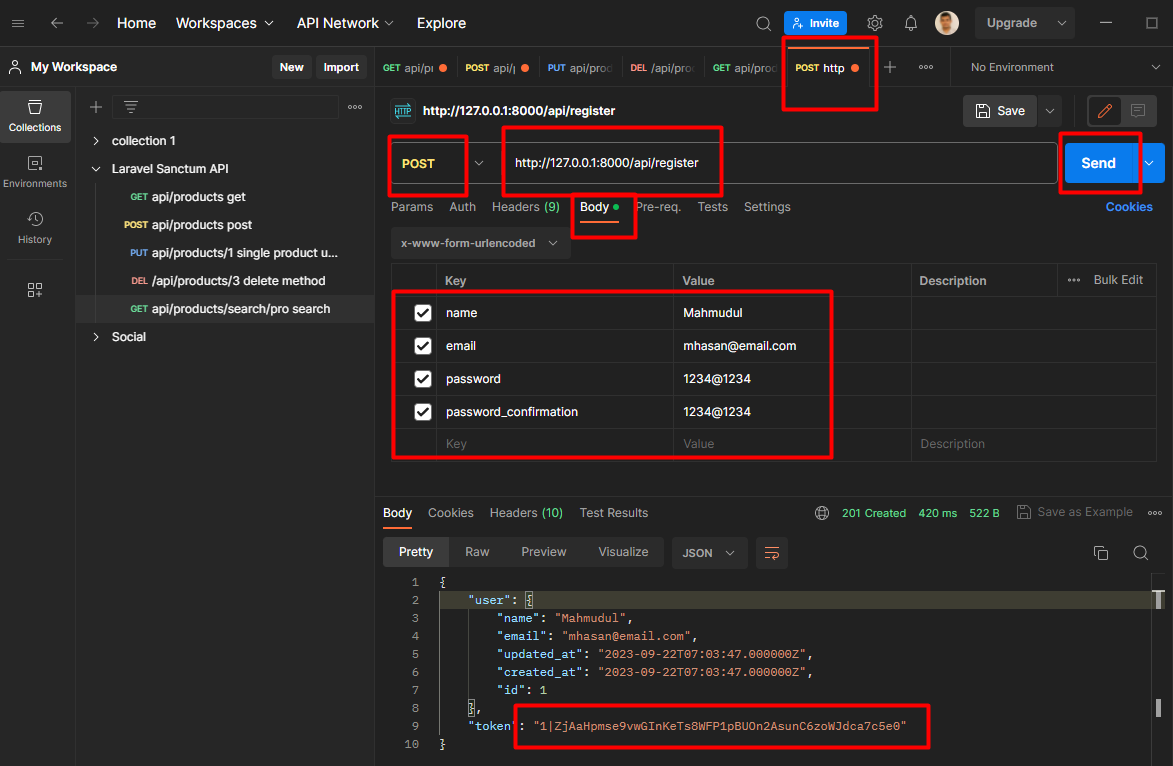 Home Workspaces API Network Explore Invite Upgrade
My Workspace New Import GET api/pr POST api/p PUT api/prod DEL /api/prod GET api/prod POST http No Environment
Collections
Environments
History
collection 1
Laravel Sanctum API
GET api/products get
POST api/products post
PUT api/products/1 single product u...
DEL /api/products/3 delete method
GET api/products/search/pro search
Social
HTTP http://127.0.0.1:8000/api/register Save
POST http://127.0.0.1:8000/api/register Send
Params Auth Headers (9) Body Pre-req. Tests Settings Cookies
x-www-form-urlencoded
Key Value Description Bulk Edit
name Mahmudul
email mhasan@email.com
password 1234@1234
password_confirmation 1234@1234
Key Value Description
Body Cookies Headers (10) Test Results 201 Created 420 ms 522 B Save as Example
Pretty Raw Preview Visualize JSON
1 {
2 "user": {
3 "name": "Mahmudul",
4 "email": "mhasan@email.com",
5 "updated_at": "2023-09-22T07:03:47.000000Z",
6 "created_at": "2023-09-22T07:03:47.000000Z",
7 "id": 1
8 },
9 "token": "1|ZjAaHpmse9vwGInKeTs8WFP1pBUOn2AsunC6zoWJdca7c5e0"
10 }